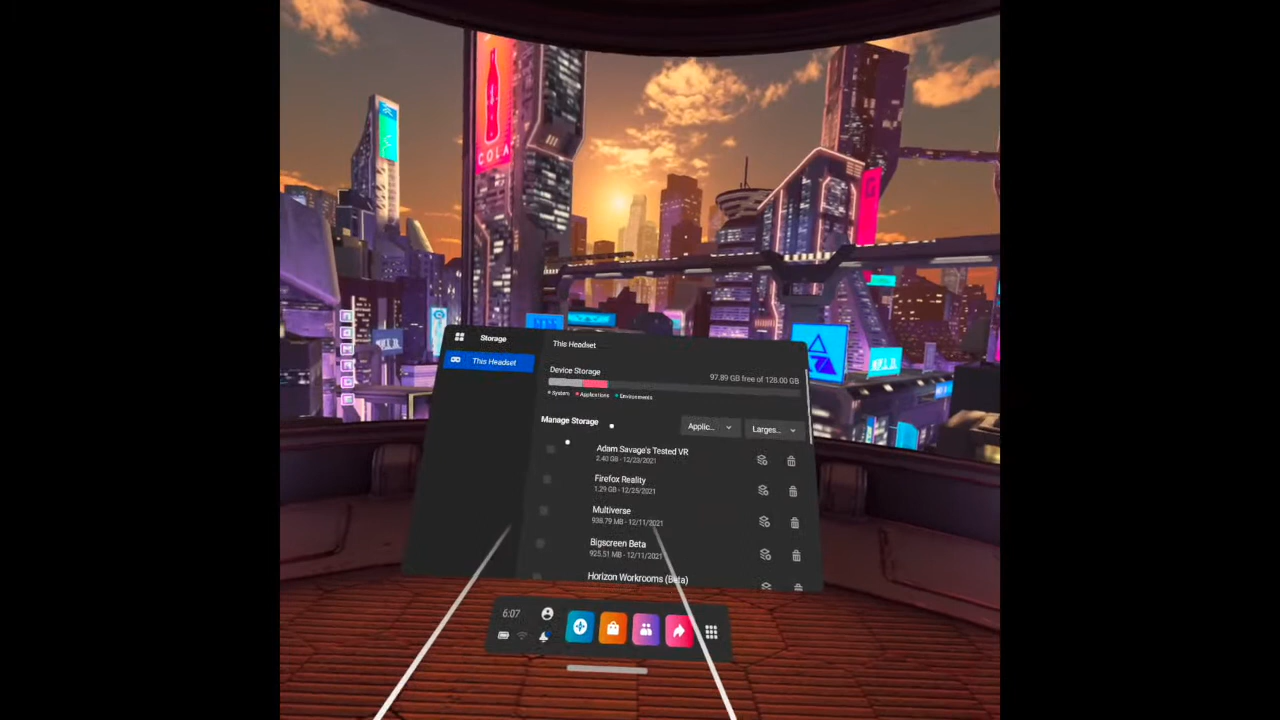 COLA
Storage
This Headset
This Headset
Device Storage
97.89 GB free of 128.00 GB
System Applications Environments
Manage Storage
Applic...
Larges...
Adam Savage's Tested VR
2.40 GB - 12/23/2021
Firefox Reality
1.29 GB - 12/25/2021
Multiverse
938.79 MB - 12/11/2021
Bigscreen Beta
925.51 MB - 12/11/2021
Horizon Workrooms (Beta)
6:07